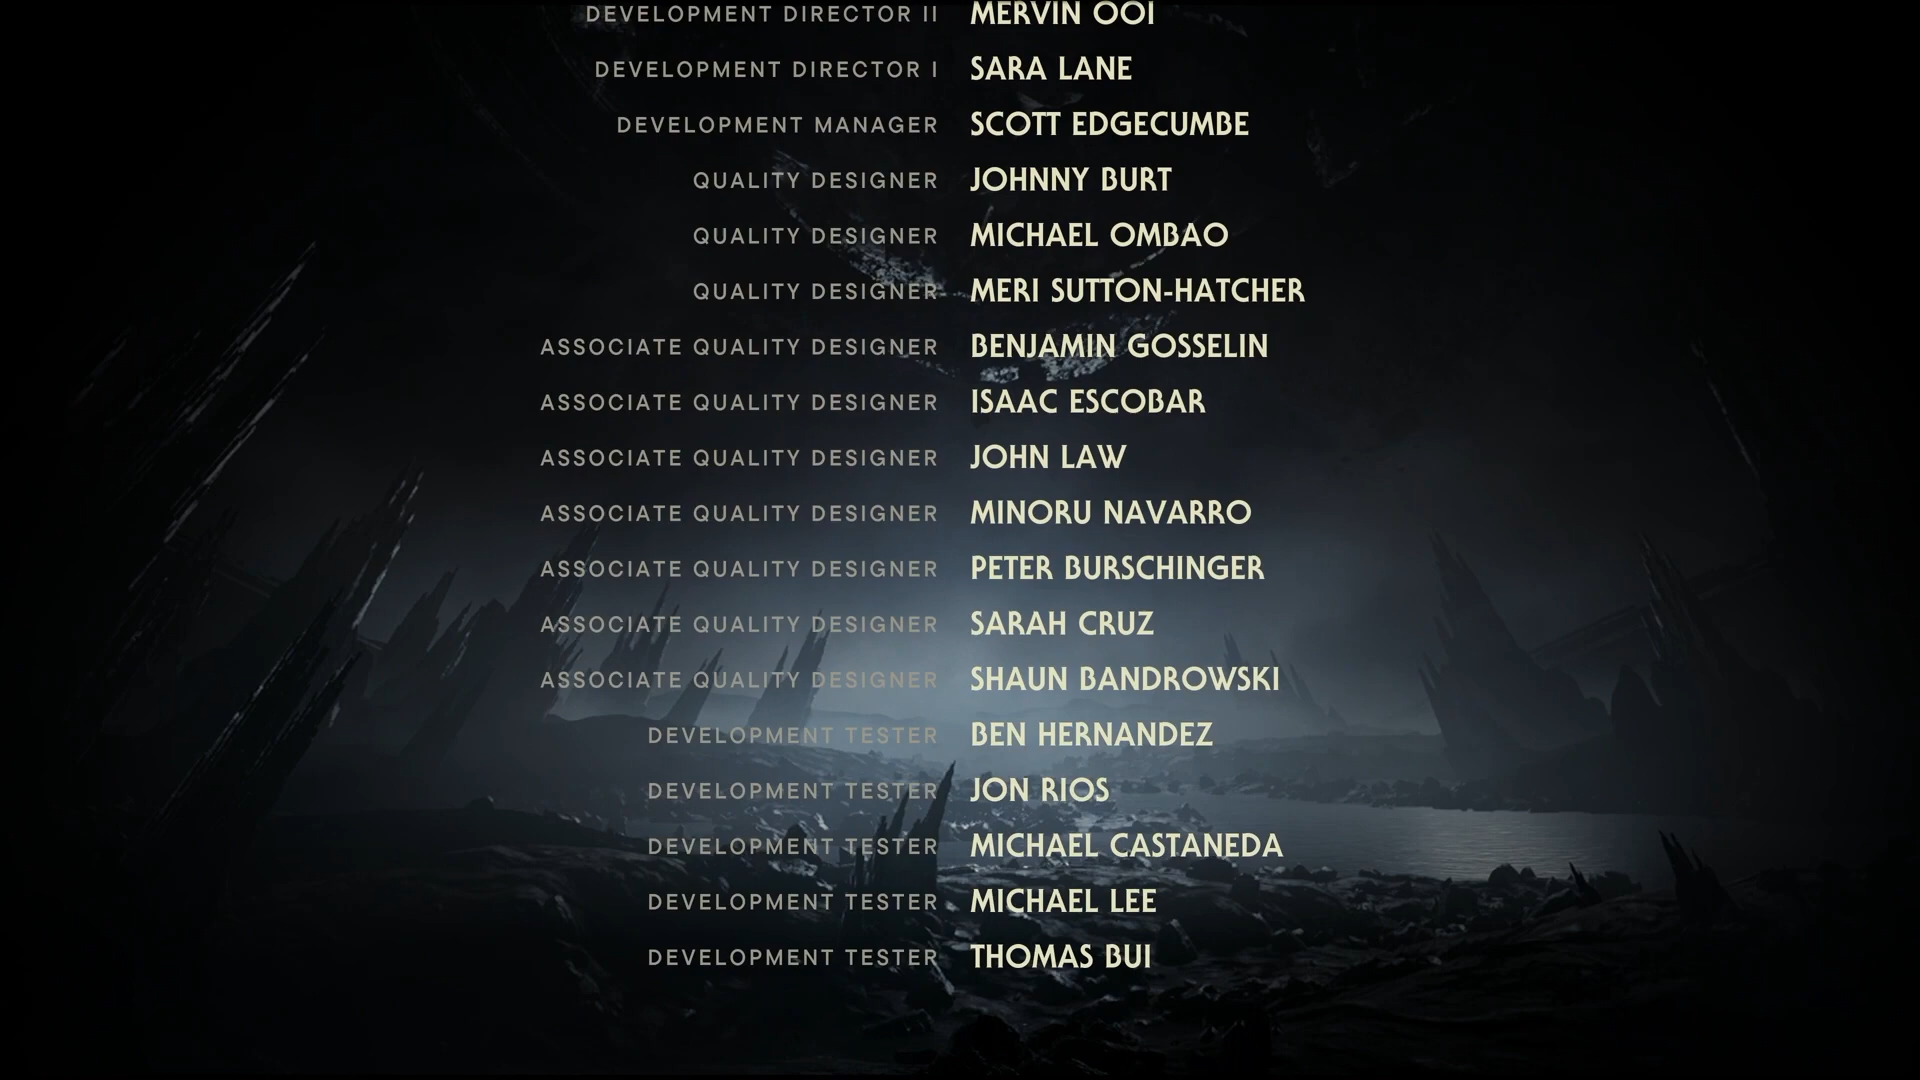 DEVELOPMENT DIRECTOR II MERVIN OOI
DEVELOPMENT DIRECTOR I SARA LANE
DEVELOPMENT MANAGER SCOTT EDGECUMBE
QUALITY DESIGNER JOHNNY BURT
QUALITY DESIGNER MICHAEL OMBAO
QUALITY DESIGNER MERI SUTTON-HATCHER
ASSOCIATE QUALITY DESIGNER BENJAMIN GOSSELIN
ASSOCIATE QUALITY DESIGNER ISAAC ESCOBAR
ASSOCIATE QUALITY DESIGNER JOHN LAW
ASSOCIATE QUALITY DESIGNER MINORU NAVARRO
ASSOCIATE QUALITY DESIGNER PETER BURSCHINGER
ASSOCIATE QUALITY DESIGNER SARAH CRUZ
ASSOCIATE QUALITY DESIGNER SHAUN BANDROWSKI
DEVELOPMENT TESTER BEN HERNANDEZ
DEVELOPMENT TESTER JON RIOS
DEVELOPMENT TESTER MICHAEL CASTANEDA
DEVELOPMENT TESTER MICHAEL LEE
DEVELOPMENT TESTER THOMAS BUI